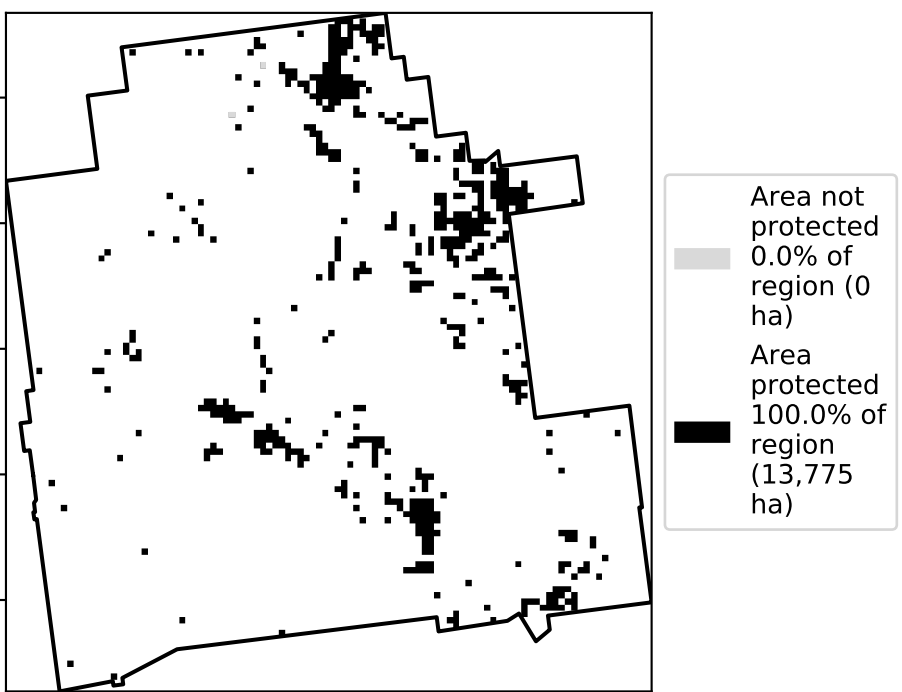 Area not
protected
0.0% of
region (0
ha)
Area
protected
100.0% of
region
(13,775
ha)